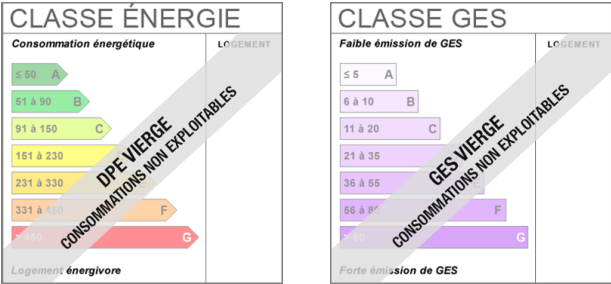 CLASSE ÉNERGIE
Consommation énergétique
LOGEMENT
≤ 50 A
51 à 90 B
91 à 150 C
151 à 230
231 à 330
331 à 450 F
> 450 G
Logement énergivore
DPE VIERGE
CONSOMMATIONS NON EXPLOITABLES
CLASSE GES
Faible émission de GES
LOGEMENT
≤ 5 A
6 à 10 B
11 à 20 C
21 à 35
36 à 55
56 à 80 F
> 80 G
Forte émission de GES
GES VIERGE
CONSOMMATIONS NON EXPLOITABLES